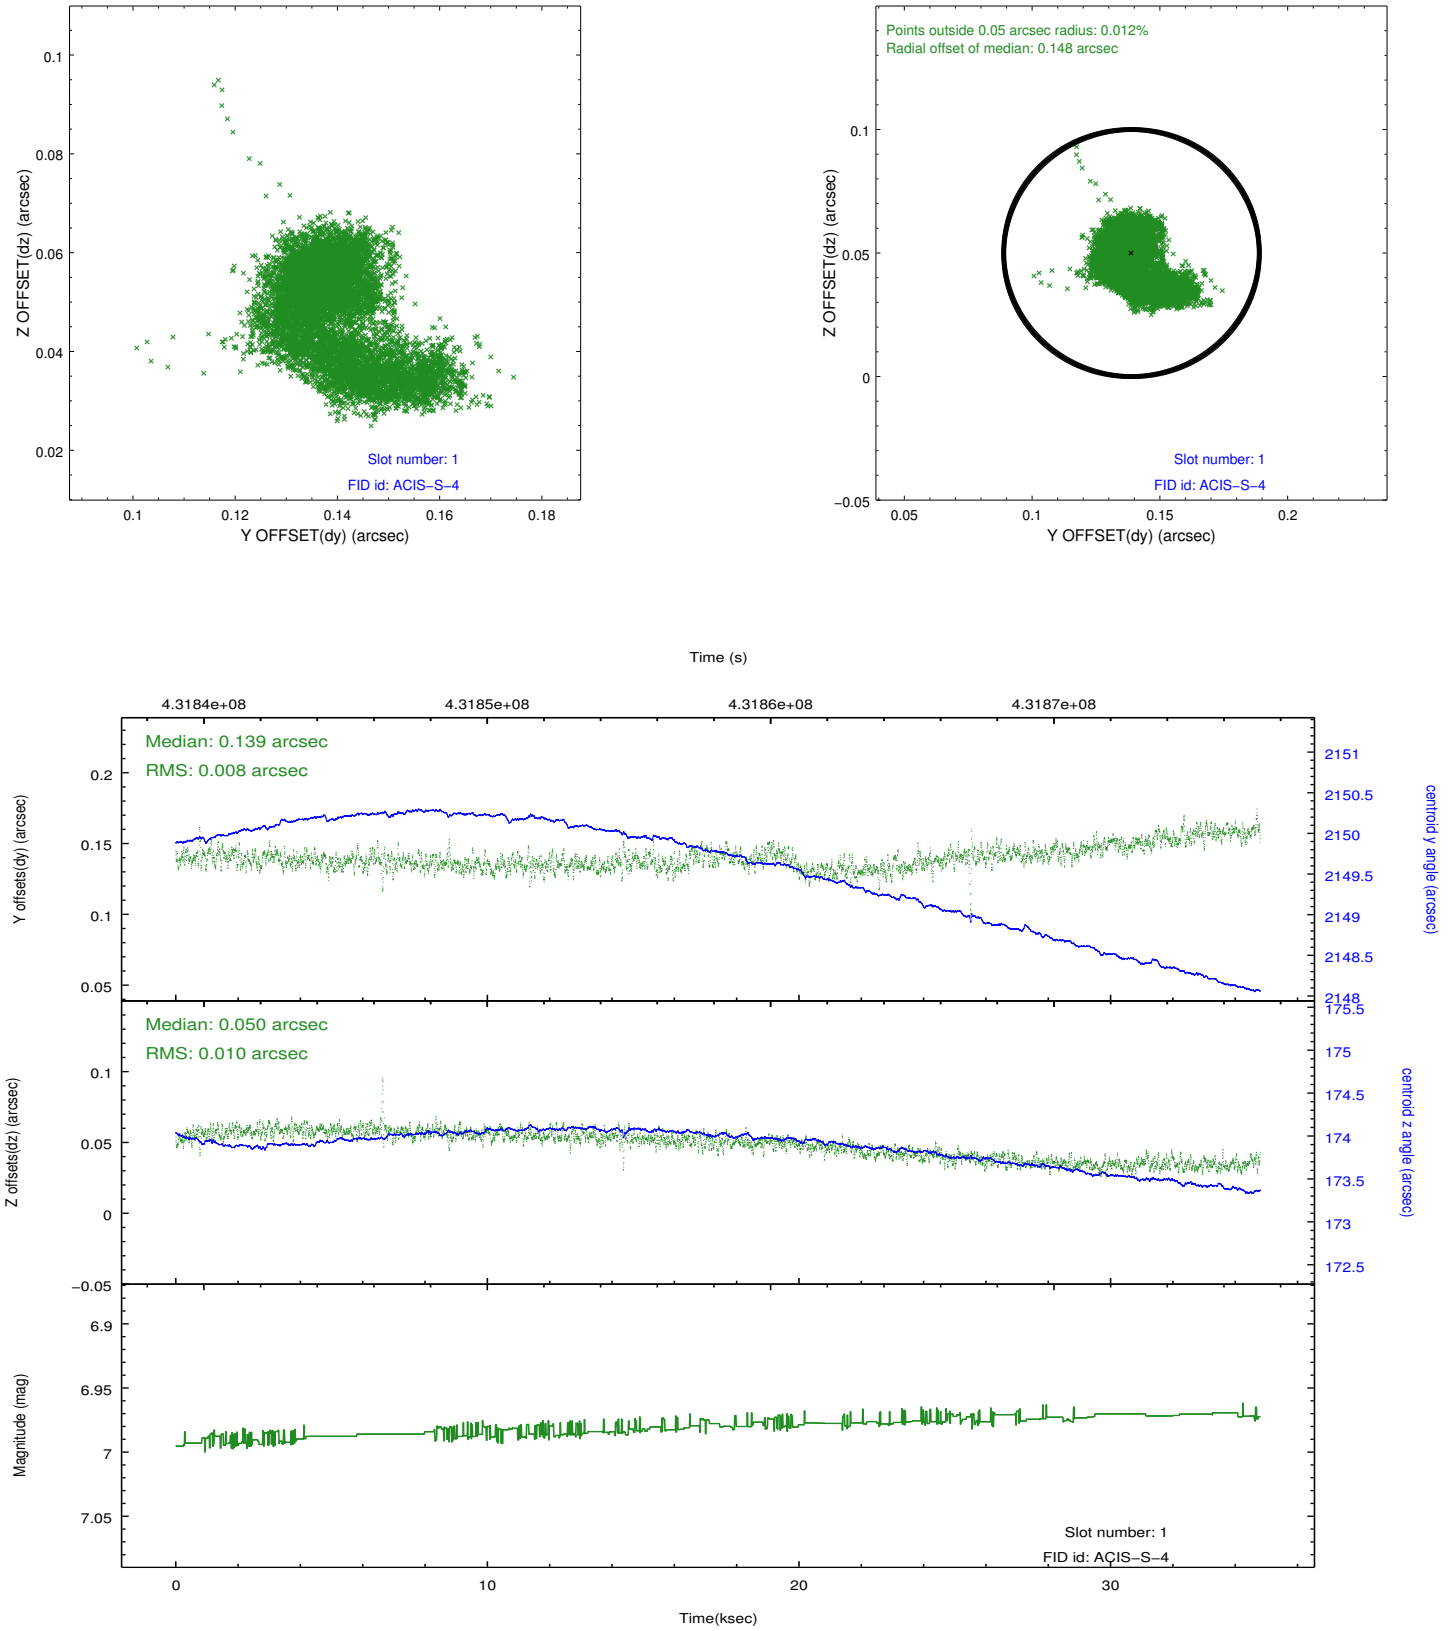 0.1
0.08
0.06
0.04
0.02
Z OFFSET(dz) (arcsec)
Slot number: 1
FID id: ACIS−S−4
0.1 0.12 0.14 0.16 0.18
Y OFFSET(dy) (arcsec)
Points outside 0.05 arcsec radius: 0.012%
Radial offset of median: 0.148 arcsec
0.1
0.05
0
−0.05
Z OFFSET(dz) (arcsec)
Slot number: 1
FID id: ACIS−S−4
0.05 0.1 0.15 0.2
Y OFFSET(dy) (arcsec)
Time (s)
4.3184e+08 4.3185e+08 4.3186e+08 4.3187e+08
Median: 0.139 arcsec
RMS: 0.008 arcsec
0.2
0.15
0.1
0.05
Y offsets(dy) (arcsec)
2151
2150.5
2150
2149.5
2149
2148.5
2148
centroid y angle (arcsec)
Median: 0.050 arcsec
RMS: 0.010 arcsec
0.1
0.05
0
−0.05
Z offsets(dz) (arcsec)
175.5
175
174.5
174
173.5
173
172.5
centroid z angle (arcsec)
6.9
6.95
7
7.05
Magnitude (mag)
Slot number: 1
FID id: ACIS−S−4
0 10 20 30
Time(ksec)